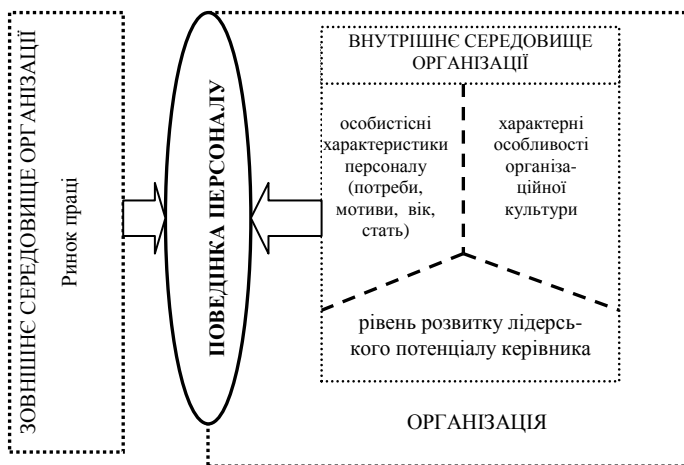 ЗОВНІШНЄ СЕРЕДОВИЩЕ ОРГАНІЗАЦІЇ
Ринок праці
ПОВЕДІНКА ПЕРСОНАЛУ
ВНУТРІШНЄ СЕРЕДОВИЩЕ
ОРГАНІЗАЦІЇ
особистісні
характеристики
персоналу
(потреби,
мотиви, вік,
стать)
характерні
особливості
організа-
ційної
культури
рівень розвитку лідерсь-
кого потенціалу керівника
ОРГАНІЗАЦІЯ